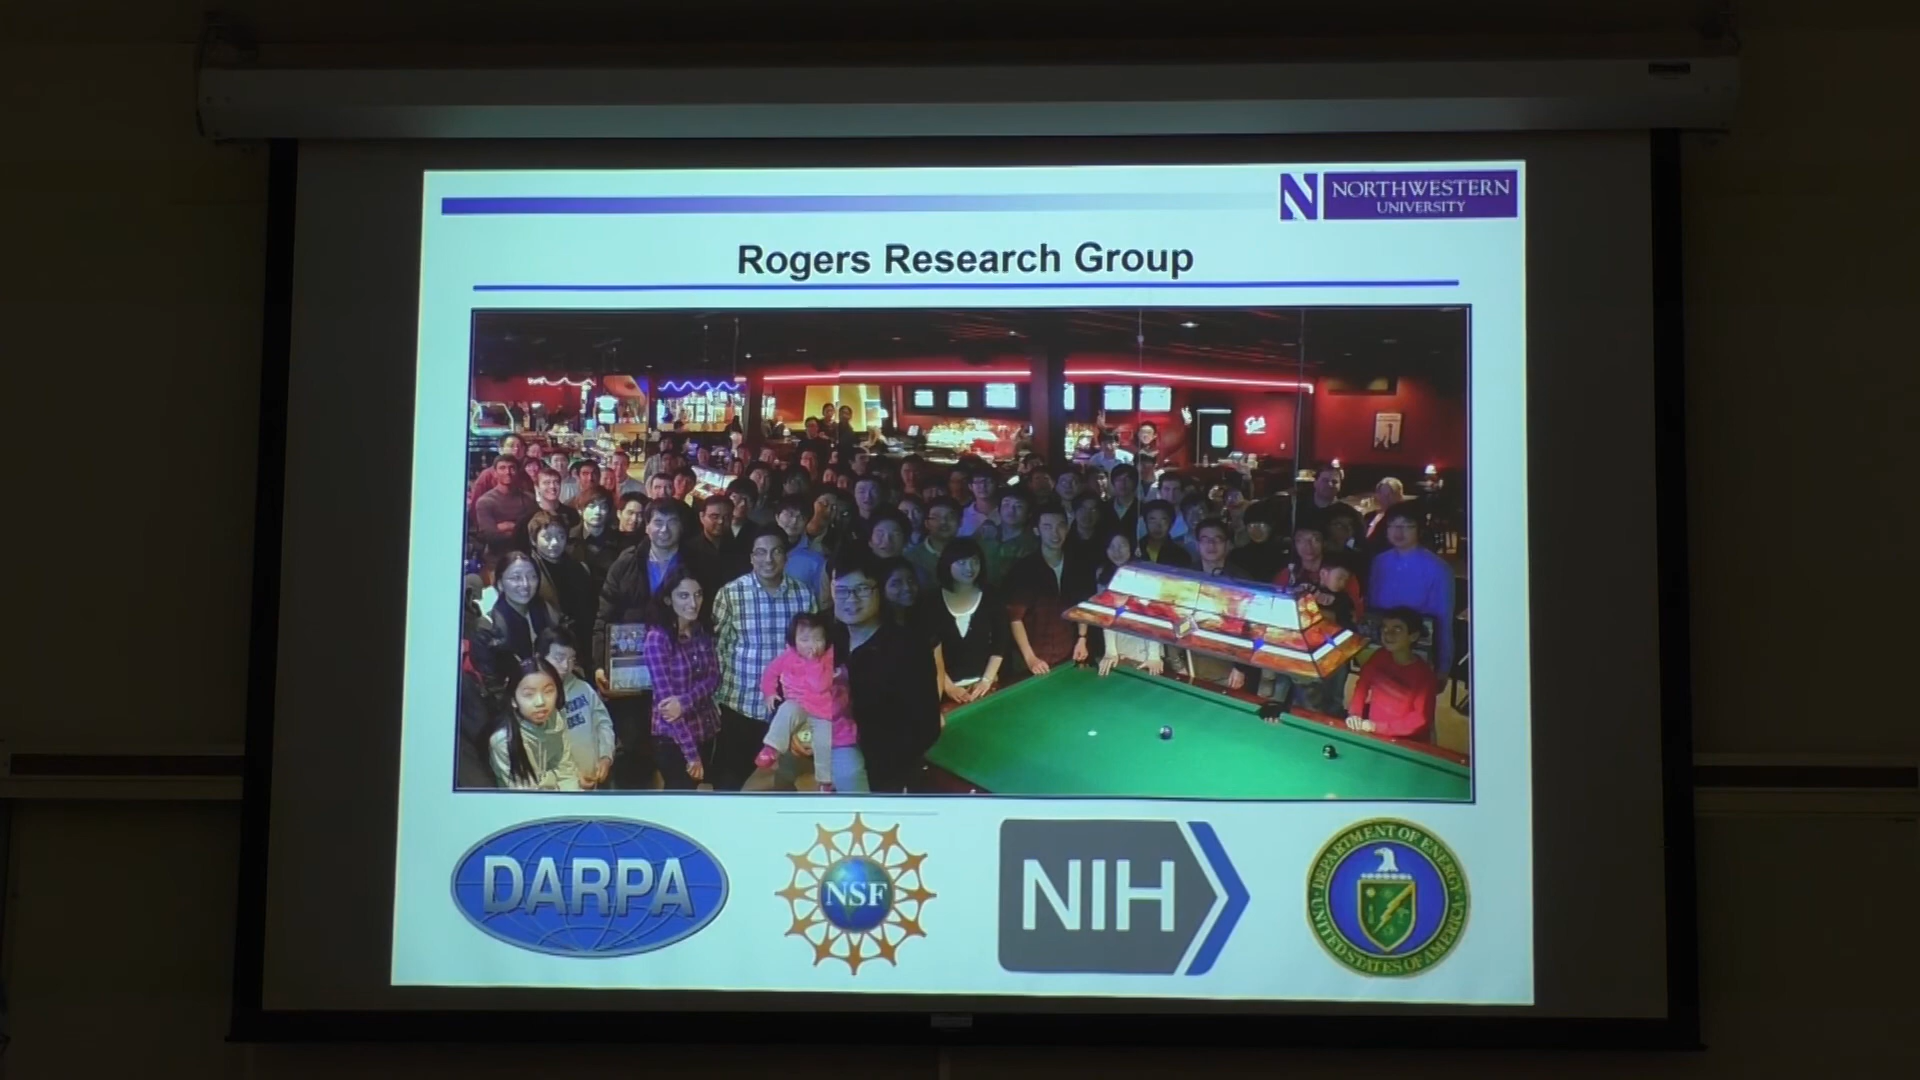 NORTHWESTERN
UNIVERSITY
Rogers Research Group
DARPA
NSF
NIH
DEPARTMENT OF ENERGY
UNITED STATES OF AMERICA